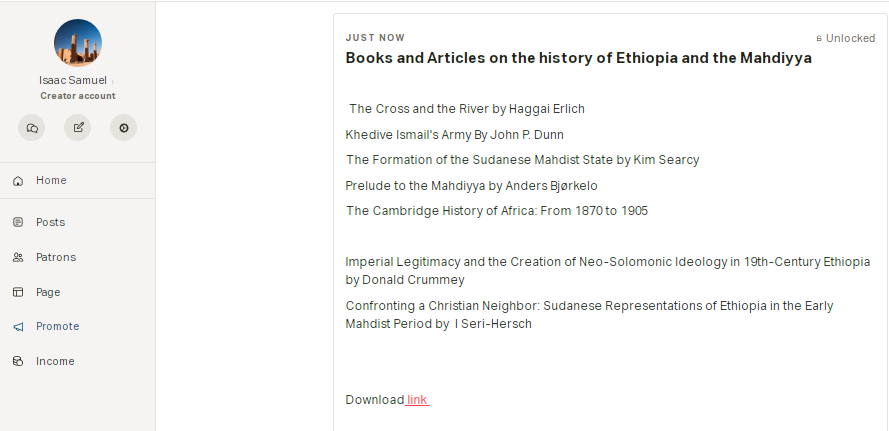 Isaac Samuel ›
Creator account
Home
Posts
Patrons
Page
Promote
Income
JUST NOW
Unlocked
Books and Articles on the history of Ethiopia and the Mahdiyya
The Cross and the River by Haggai Erlich
Khedive Ismail's Army By John P. Dunn
The Formation of the Sudanese Mahdist State by Kim Searcy
Prelude to the Mahdiyya by Anders Bjørkelo
The Cambridge History of Africa: From 1870 to 1905
Imperial Legitimacy and the Creation of Neo-Solomonic Ideology in 19th-Century Ethiopia
by Donald Crummey
Confronting a Christian Neighbor: Sudanese Representations of Ethiopia in the Early
Mahdist Period by I Seri-Hersch
Download link